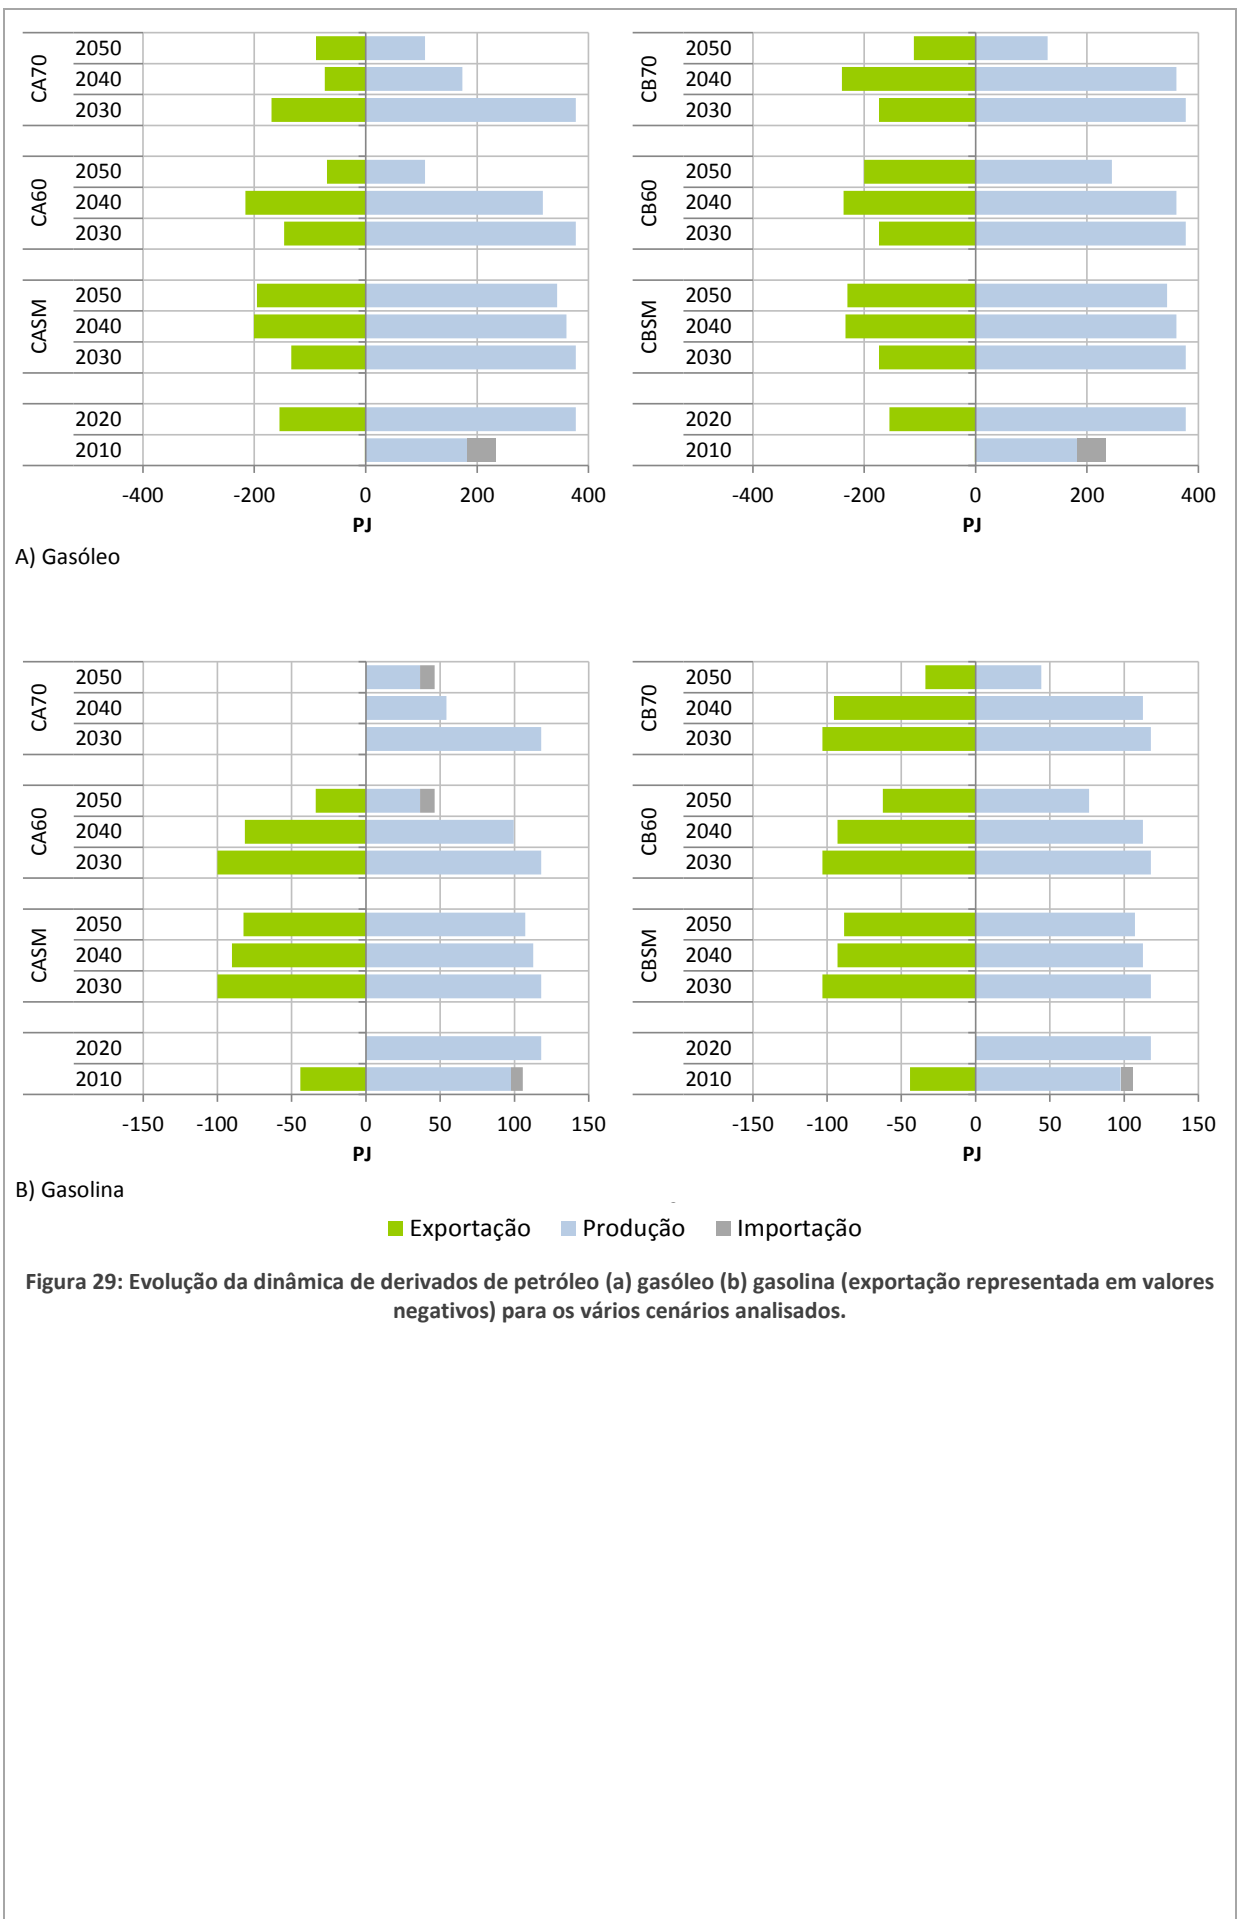 CA70
2050
2040
2030
CA60
2050
2040
2030
CASM
2050
2040
2030
2020
2010
-400 -200 0 200 400
PJ
CB70
2050
2040
2030
CB60
2050
2040
2030
CBSM
2050
2040
2030
2020
2010
-400 -200 0 200 400
PJ
A) Gasóleo
CA70
2050
2040
2030
CA60
2050
2040
2030
CASM
2050
2040
2030
2020
2010
-150 -100 -50 0 50 100 150
PJ
CB70
2050
2040
2030
CB60
2050
2040
2030
CBSM
2050
2040
2030
2020
2010
-150 -100 -50 0 50 100 150
PJ
B) Gasolina
Exportação Produção Importação
Figura 29: Evolução da dinâmica de derivados de petróleo (a) gasóleo (b) gasolina (exportação representada em valores
negativos) para os vários cenários analisados.